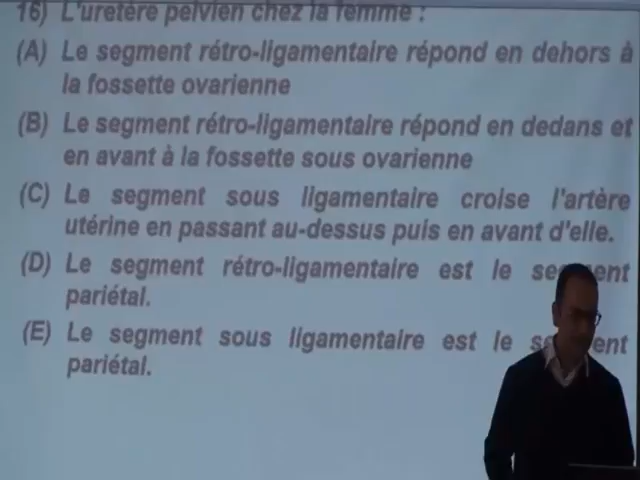 16) L'uretère pelvien chez la femme :
(A) Le segment rétro-ligamentaire répond en dehors à
la fossette ovarienne
(B) Le segment rétro-ligamentaire répond en dedans et
en avant à la fossette sous ovarienne
(C) Le segment sous ligamentaire croise l'artère
utérine en passant au-dessus puis en avant d'elle.
(D) Le segment rétro-ligamentaire est le segment
pariétal.
(E) Le segment sous ligamentaire est le segment
pariétal.